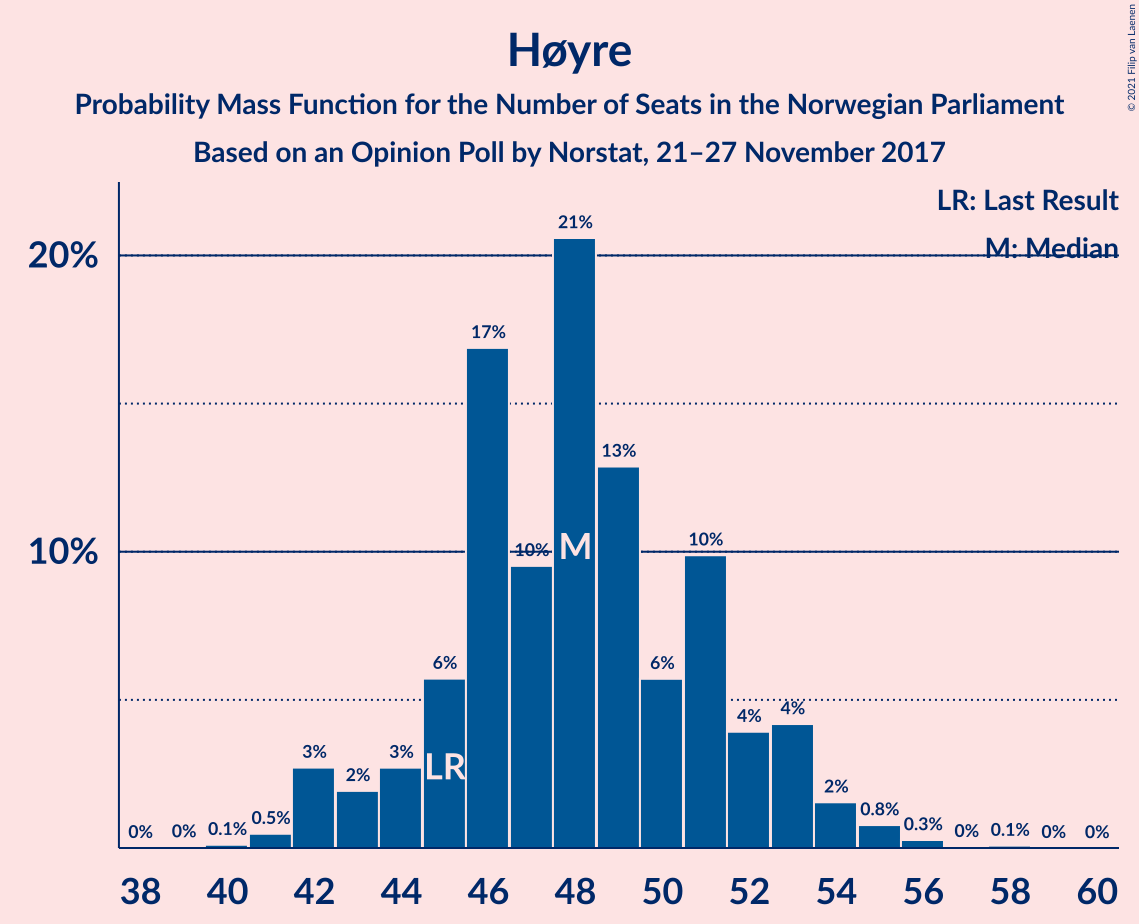 Høyre
Probability Mass Function for the Number of Seats in the Norwegian Parliament
Based on an Opinion Poll by Norstat, 21–27 November 2017
© 2021 Filip van Laenen
LR: Last Result
M: Median
20%
10%
0%
0%
0.1%
0.5%
3%
2%
3%
6%
17%
10%
21%
13%
6%
10%
4%
4%
2%
0.8%
0.3%
0%
0.1%
0%
0%
LR
M
38 40 42 44 46 48 50 52 54 56 58 60